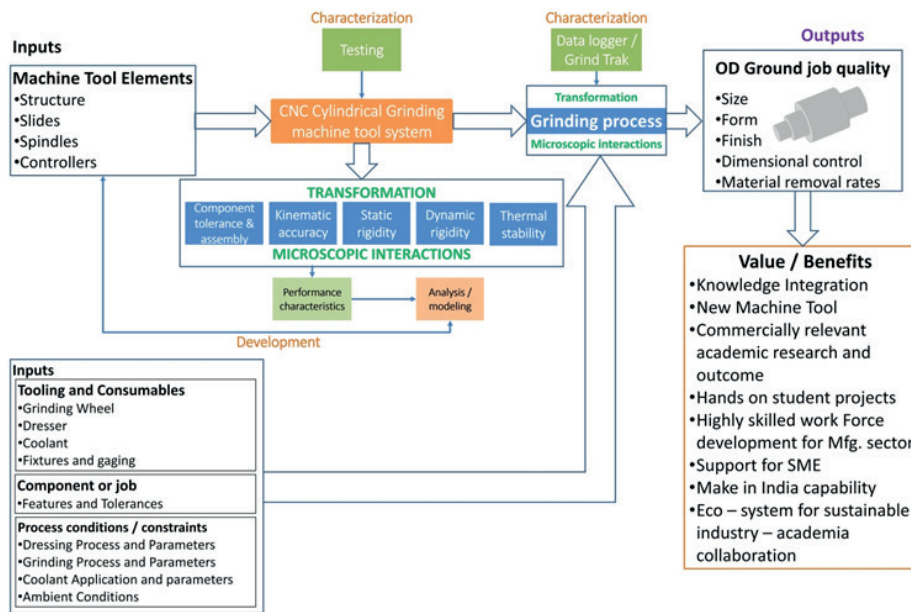 Characterization
Characterization
Inputs
Testing
Data logger /
Grind Trak
Outputs
Machine Tool Elements
•Structure
•Slides
•Spindles
•Controllers
CNC Cylindrical Grinding
machine tool system
Transformation
Grinding process
Microscopic interactions
OD Ground job quality
•Size
•Form
•Finish
•Dimensional control
•Material removal rates
TRANSFORMATION
Component
tolerance &
assembly
Kinematic
accuracy
Static
rigidity
Dynamic
rigidity
Thermal
stability
MICROSCOPIC INTERACTIONS
Performance
characteristics
Analysis /
modeling
Development
Value / Benefits
•Knowledge Integration
•New Machine Tool
•Commercially relevant
academic research and
outcome
•Hands on student projects
•Highly skilled work Force
development for Mfg. sector
•Support for SME
•Make in India capability
•Eco – system for sustainable
industry – academia
collaboration
Inputs
Tooling and Consumables
•Grinding Wheel
•Dresser
•Coolant
•Fixtures and gaging
Component or job
•Features and Tolerances
Process conditions / constraints
•Dressing Process and Parameters
•Grinding Process and Parameters
•Coolant Application and parameters
•Ambient Conditions